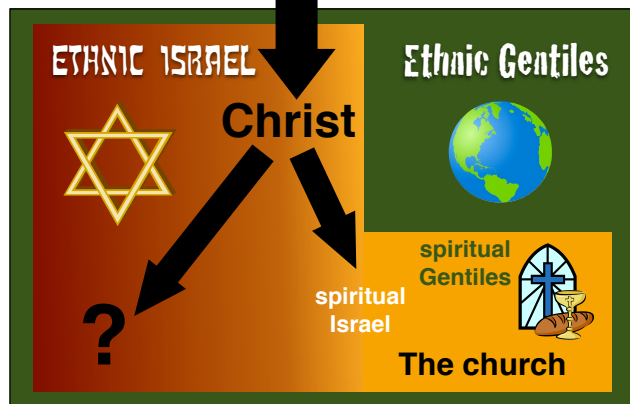 ETHNIC ISRAEL
Ethnic Gentiles
Christ
spiritual
Gentiles
spiritual
Israel
?
The church